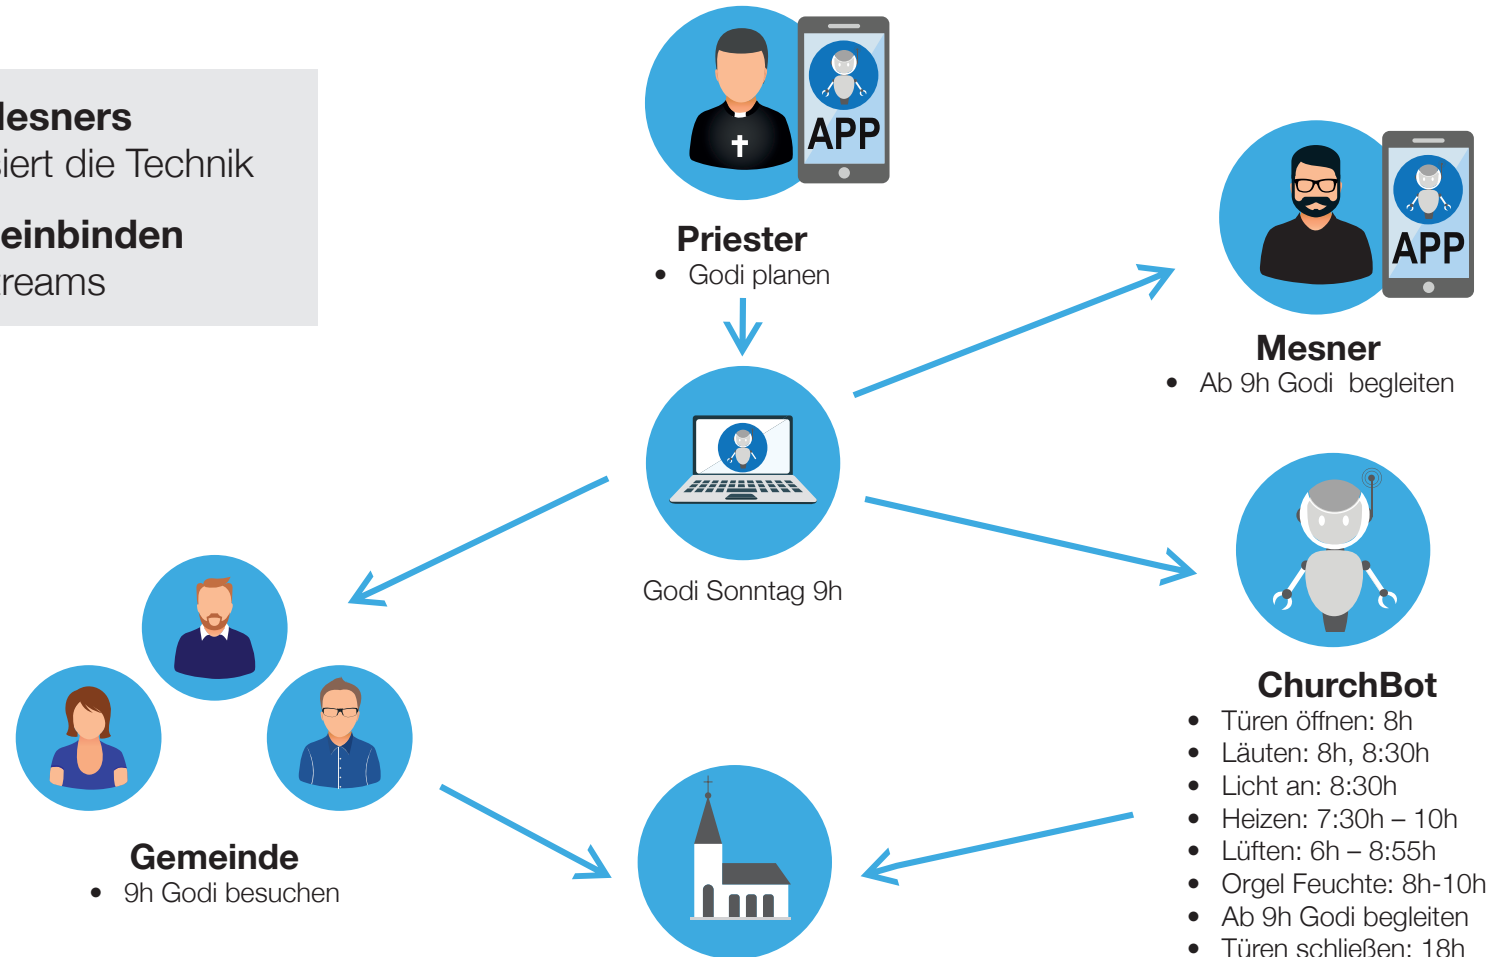 lesners
siert die Technik
einbinden
treams
APP
Priester
• Godi planen
APP
Mesner
• Ab 9h Godi begleiten
Godi Sonntag 9h
Gemeinde
• 9h Godi besuchen
ChurchBot
• Türen öffnen: 8h
• Läuten: 8h, 8:30h
• Licht an: 8:30h
• Heizen: 7:30h – 10h
• Lüften: 6h – 8:55h
• Orgel Feuchte: 8h-10h
• Ab 9h Godi begleiten
• Türen schließen: 18h